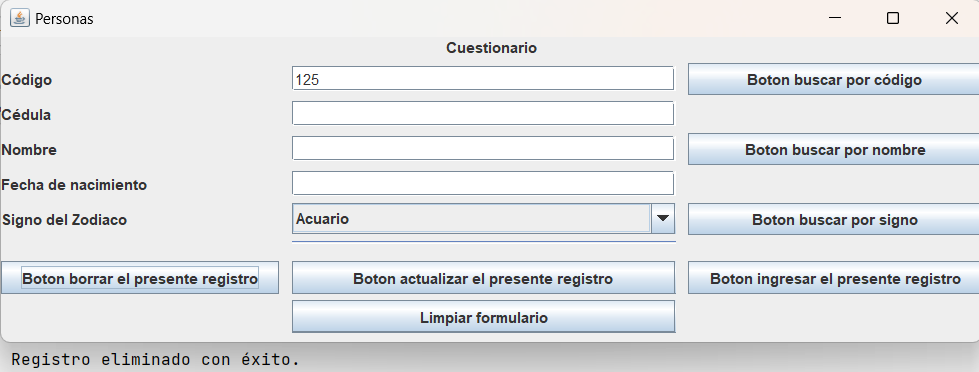 Personas
Cuestionario
Código 125 Boton buscar por código
Cédula
Nombre Boton buscar por nombre
Fecha de nacimiento
Signo del Zodiaco Acuario Boton buscar por signo
Boton borrar el presente registro Boton actualizar el presente registro Boton ingresar el presente registro
Limpiar formulario
Registro eliminado con éxito.